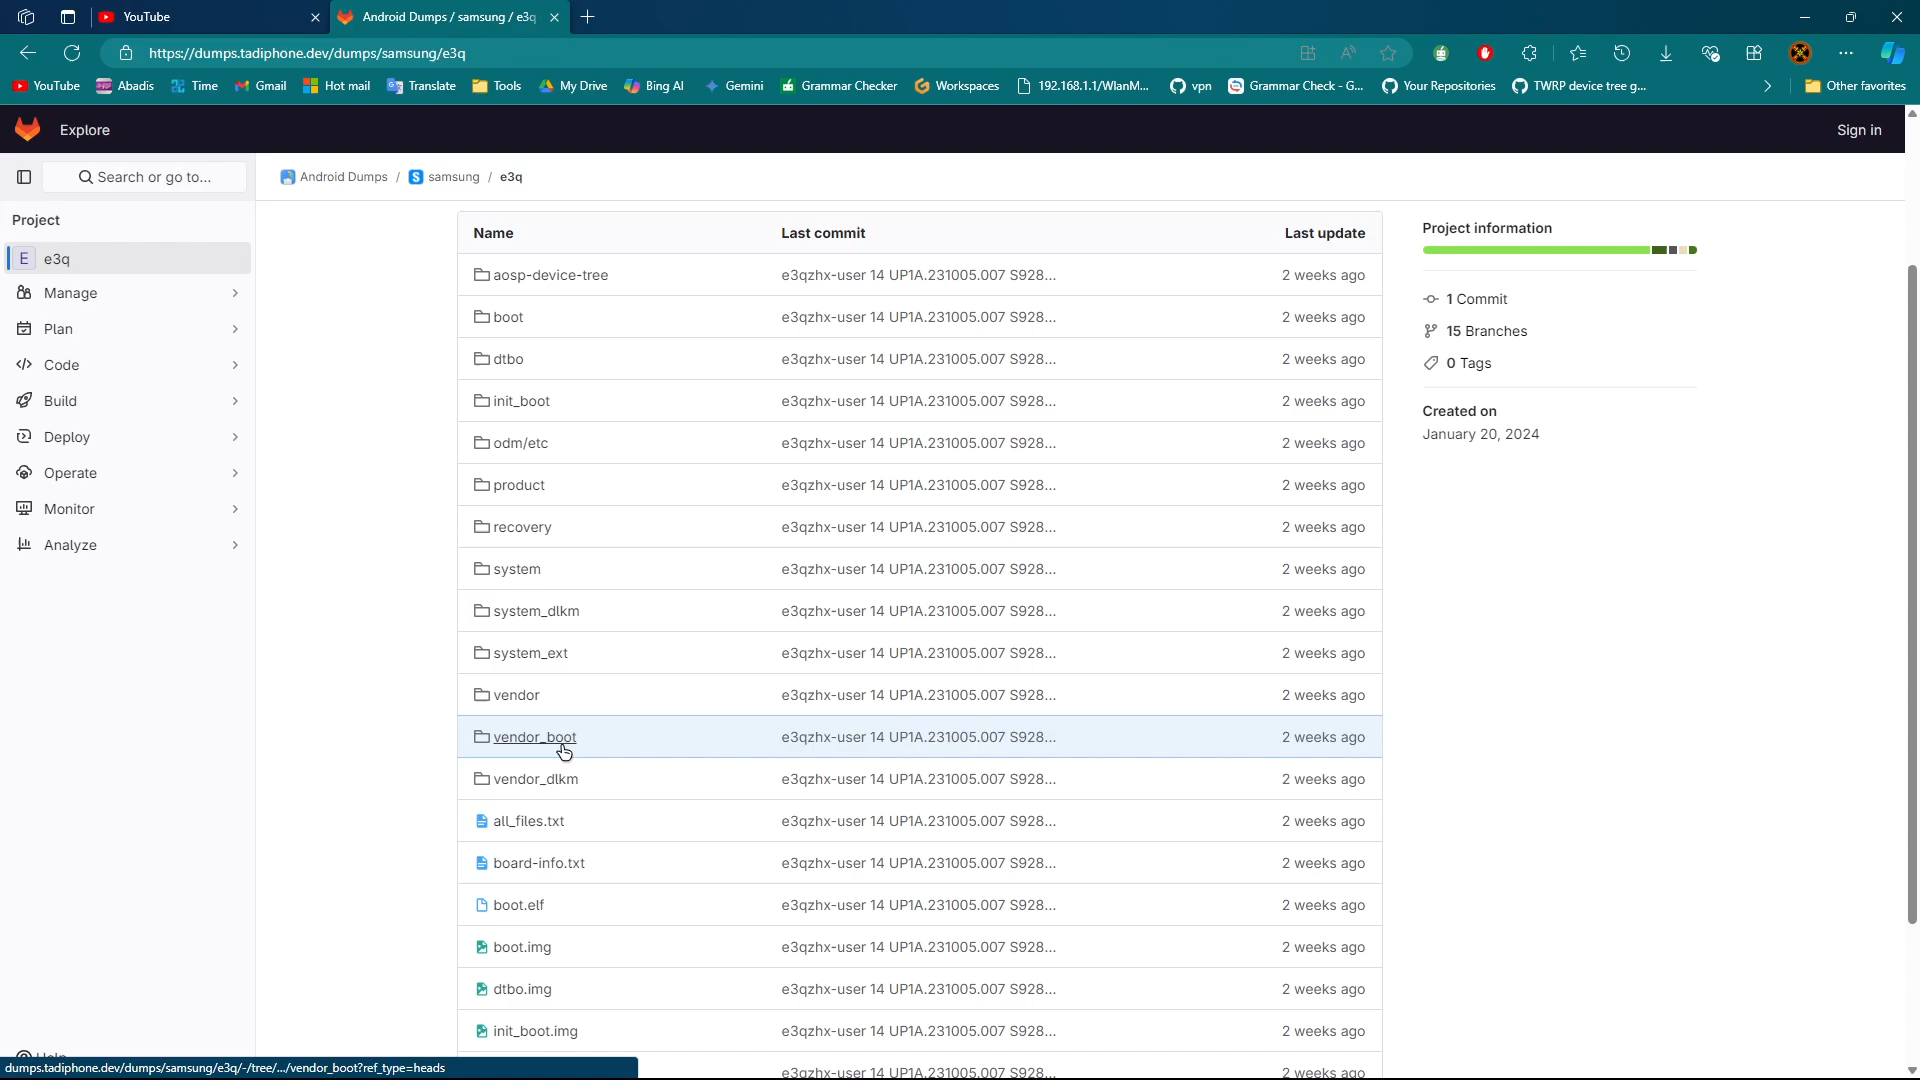 YouTube
Android Dumps / samsung / e3q
https://dumps.tadiphone.dev/dumps/samsung/e3q
YouTube Abadis Time Gmail Hot mail Translate Tools My Drive Bing AI Gemini Grammar Checker Workspaces 192.168.1.1/WlanM... vpn Grammar Check - G... Your Repositories TWRP device tree g... Other favorites
Explore
Sign in
Search or go to...
Android Dumps / S samsung / e3q
Project
E e3q
Manage
Plan
Code
Build
Deploy
Operate
Monitor
Analyze
Name Last commit Last update
aosp-device-tree e3qzhx-user 14 UP1A.231005.007 S928... 2 weeks ago
boot e3qzhx-user 14 UP1A.231005.007 S928... 2 weeks ago
dtbo e3qzhx-user 14 UP1A.231005.007 S928... 2 weeks ago
init_boot e3qzhx-user 14 UP1A.231005.007 S928... 2 weeks ago
odm/etc e3qzhx-user 14 UP1A.231005.007 S928... 2 weeks ago
product e3qzhx-user 14 UP1A.231005.007 S928... 2 weeks ago
recovery e3qzhx-user 14 UP1A.231005.007 S928... 2 weeks ago
system e3qzhx-user 14 UP1A.231005.007 S928... 2 weeks ago
system_dlkm e3qzhx-user 14 UP1A.231005.007 S928... 2 weeks ago
system_ext e3qzhx-user 14 UP1A.231005.007 S928... 2 weeks ago
vendor e3qzhx-user 14 UP1A.231005.007 S928... 2 weeks ago
vendor_boot e3qzhx-user 14 UP1A.231005.007 S928... 2 weeks ago
vendor_dlkm e3qzhx-user 14 UP1A.231005.007 S928... 2 weeks ago
all_files.txt e3qzhx-user 14 UP1A.231005.007 S928... 2 weeks ago
board-info.txt e3qzhx-user 14 UP1A.231005.007 S928... 2 weeks ago
boot.elf e3qzhx-user 14 UP1A.231005.007 S928... 2 weeks ago
boot.img e3qzhx-user 14 UP1A.231005.007 S928... 2 weeks ago
dtbo.img e3qzhx-user 14 UP1A.231005.007 S928... 2 weeks ago
init_boot.img e3qzhx-user 14 UP1A.231005.007 S928... 2 weeks ago
e3qzhx-user 14 UP1A.231005.007 S928... 2 weeks ago
Project information
1 Commit
15 Branches
0 Tags
Created on
January 20, 2024
Help
dumps.tadiphone.dev/dumps/samsung/e3q/-/tree/.../vendor_boot?ref_type=heads